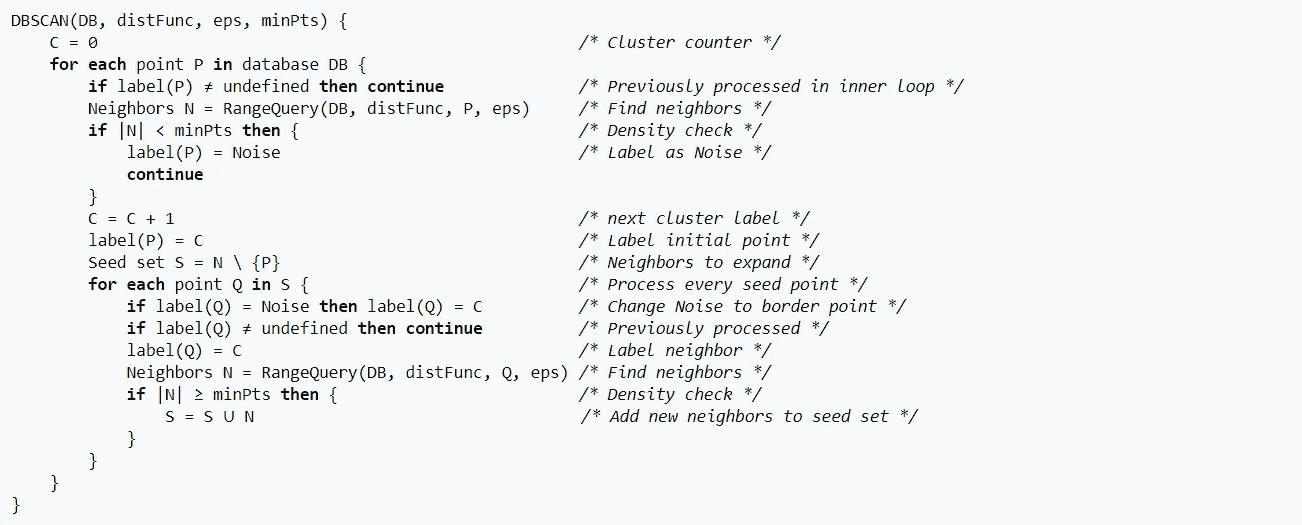 DBSCAN(DB, distFunc, eps, minPts) {
    C = 0                                                  /* Cluster counter */
    for each point P in database DB {
        if label(P) ≠ undefined then continue              /* Previously processed in inner loop */
        Neighbors N = RangeQuery(DB, distFunc, P, eps)     /* Find neighbors */
        if |N| < minPts then {                             /* Density check */
            label(P) = Noise                               /* Label as Noise */
            continue
        }
        C = C + 1                                          /* next cluster label */
        label(P) = C                                       /* Label initial point */
        Seed set S = N \ {P}                               /* Neighbors to expand */
        for each point Q in S {                            /* Process every seed point */
            if label(Q) = Noise then label(Q) = C          /* Change Noise to border point */
            if label(Q) ≠ undefined then continue          /* Previously processed */
            label(Q) = C                                   /* Label neighbor */
            Neighbors N = RangeQuery(DB, distFunc, Q, eps) /* Find neighbors */
            if |N| ≥ minPts then {                         /* Density check */
                S = S ∪ N                                  /* Add new neighbors to seed set */
            }
        }
    }
}